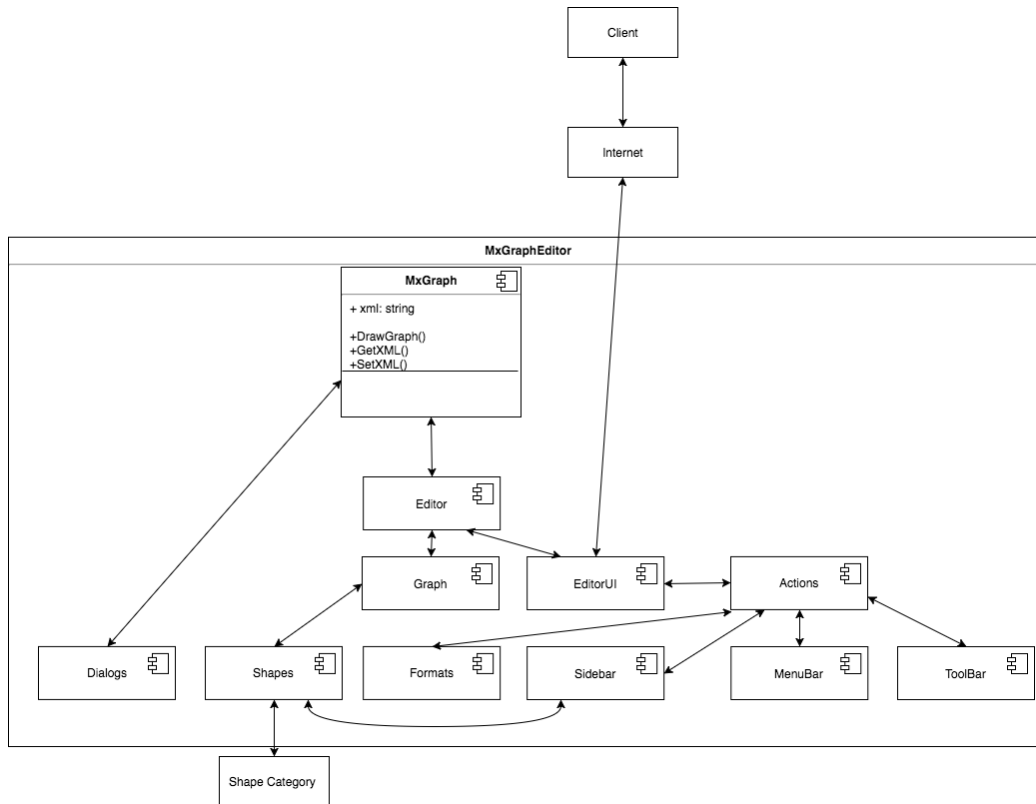 Client
Internet
MxGraphEditor
MxGraph
+ xml: string
+DrawGraph()
+GetXML()
+SetXML()
Editor
Graph
EditorUI
Actions
Dialogs
Shapes
Formats
Sidebar
MenuBar
ToolBar
Shape Category